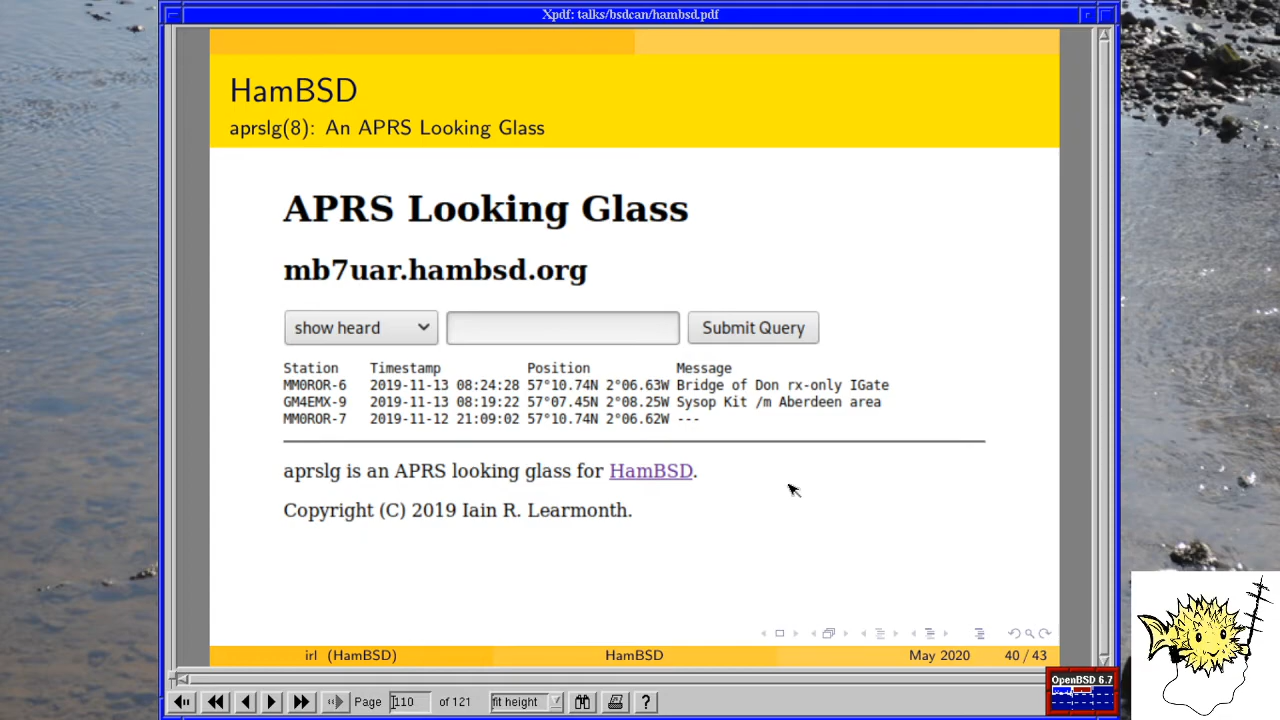 Xpdf: talks/bsdcan/hambsd.pdf
HamBSD
aprslg(8): An APRS Looking Glass
APRS Looking Glass
mb7uar.hambsd.org
show heard Submit Query
Station Timestamp Position Message
MM0ROR-6 2019-11-13 08:24:28 57°10.74N 2°06.63W Bridge of Don rx-only IGate
GM4EMX-9 2019-11-13 08:19:22 57°07.45N 2°08.25W Sysop Kit /m Aberdeen area
MM0ROR-7 2019-11-12 21:09:02 57°10.74N 2°06.62W ---
aprslg is an APRS looking glass for HamBSD.
Copyright (C) 2019 Iain R. Learmonth.
irl (HamBSD) HamBSD May 2020 40 / 43
OpenBSD 6.7
Page 110 of 121 fit height ?